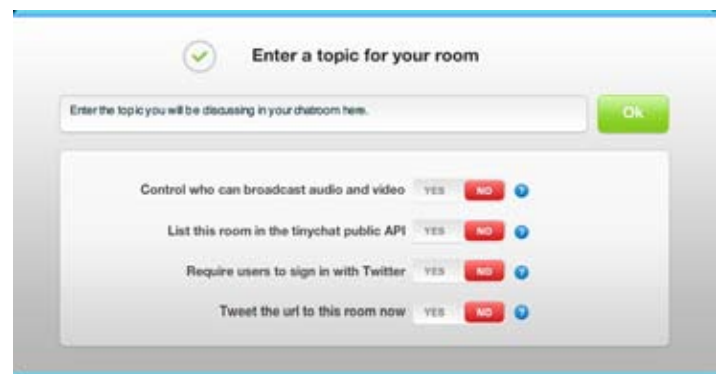 Enter a topic for your room
Enter the topic you will be discussing in your chatroom here.
Ok
Control who can broadcast audio and video YES NO ?
List this room in the tinychat public API YES NO ?
Require users to sign in with Twitter YES NO ?
Tweet the url to this room now YES NO ?